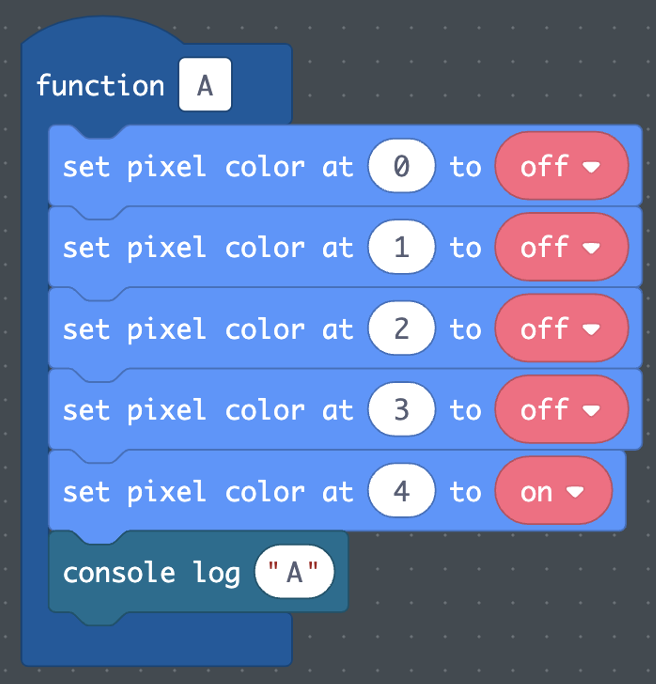 function A
set pixel color at 0 to off
set pixel color at 1 to off
set pixel color at 2 to off
set pixel color at 3 to off
set pixel color at 4 to on
console log "A"